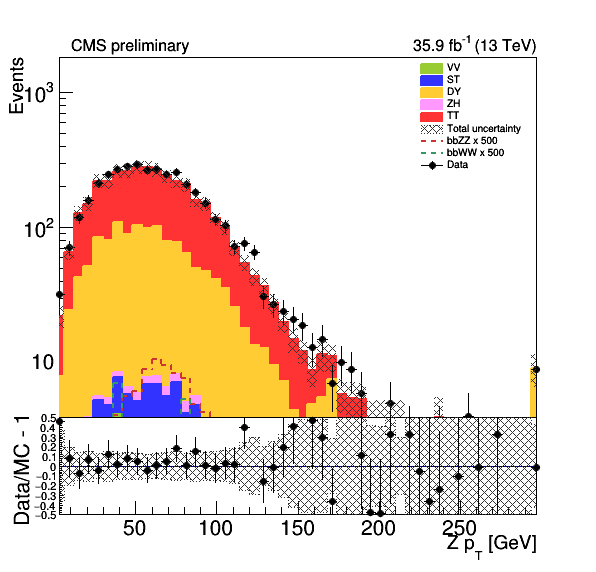 CMS preliminary
35.9 fb⁻¹ (13 TeV)
Events
10³
10²
10
VV
ST
DY
ZH
TT
Total uncertainty
bbZZ x 500
bbWW x 500
Data
Data/MC - 1
0.5
0.4
0.3
0.2
0.1
0
-0.1
-0.2
-0.3
-0.4
-0.5
50
100
150
200
250
Z p_T [GeV]